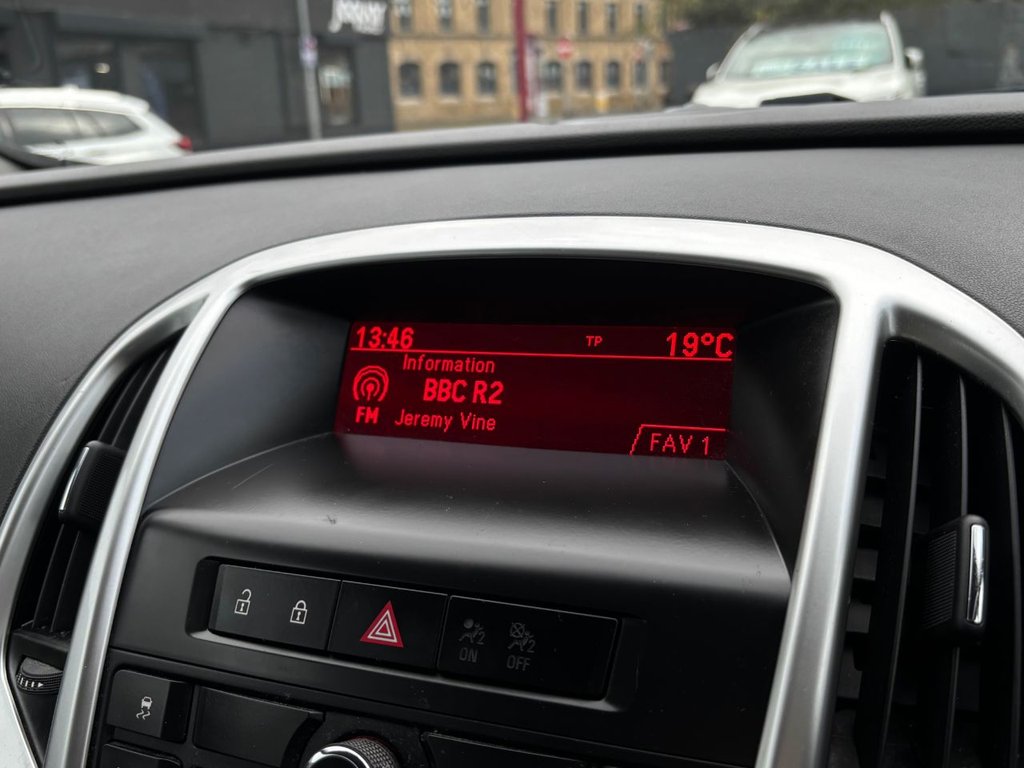 13:46 TP 19°C
Information
BBC R2
FM Jeremy Vine
FAV 1
ON OFF